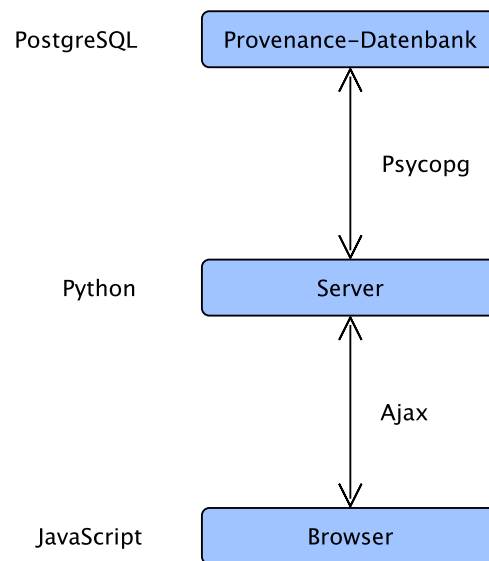 PostgreSQL
Provenance-Datenbank
Psycopg
Python
Server
Ajax
JavaScript
Browser